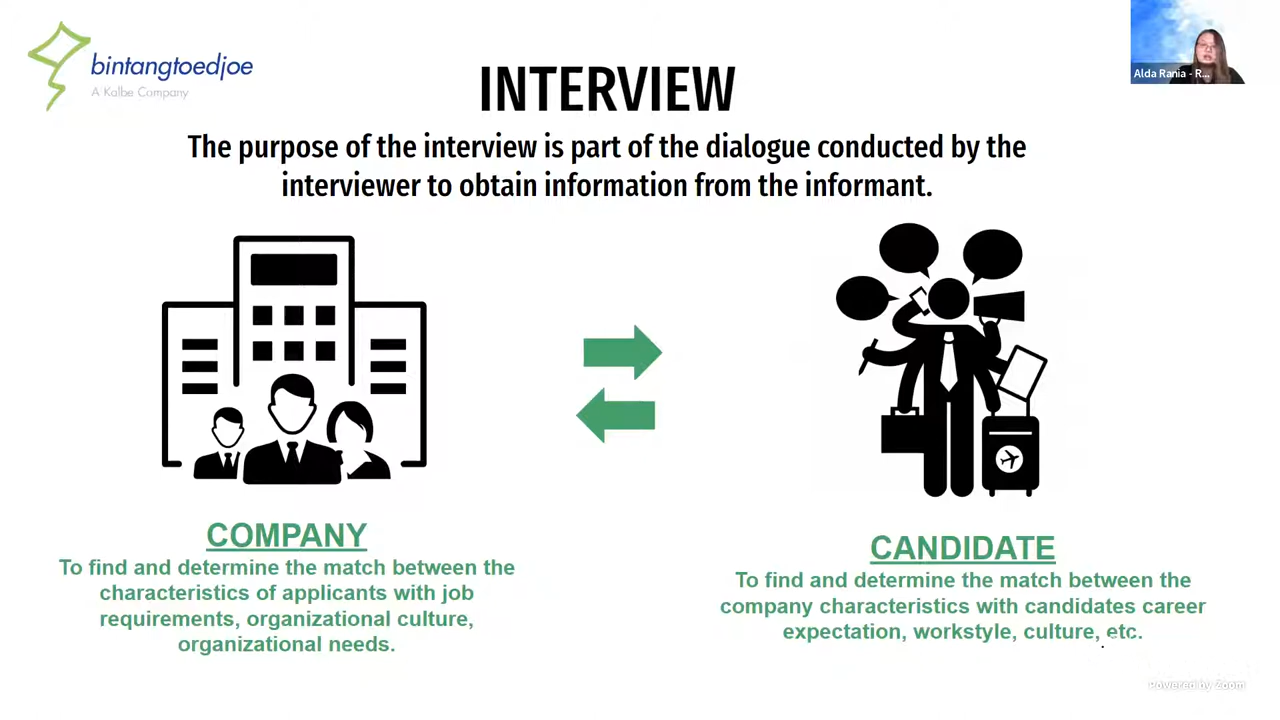 bintangtoedjoe
A Kalbe Company
Alda Rania - R...
INTERVIEW
The purpose of the interview is part of the dialogue conducted by the
interviewer to obtain information from the informant.
COMPANY
To find and determine the match between the
characteristics of applicants with job
requirements, organizational culture,
organizational needs.
CANDIDATE
To find and determine the match between the
company characteristics with candidates career
expectation, workstyle, culture, etc.
Powered by Zoom